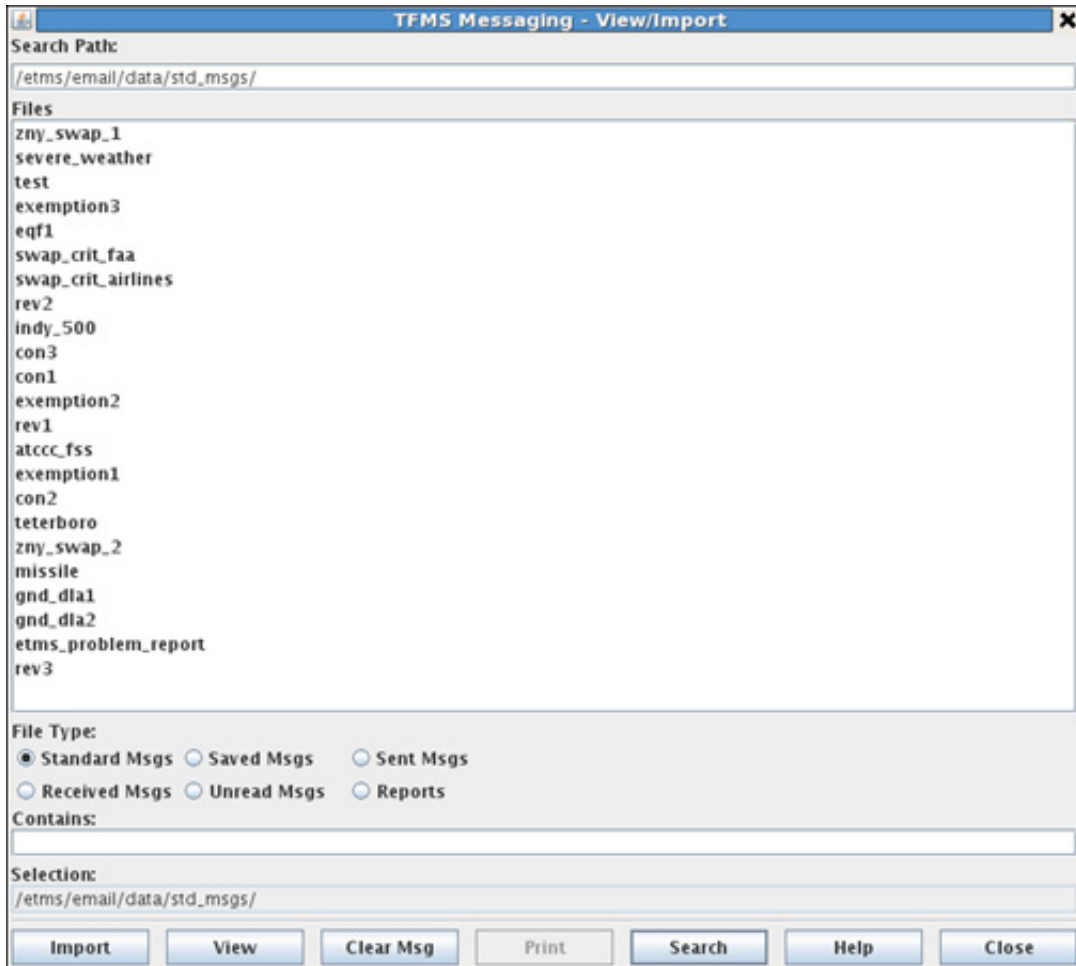 TFMS Messaging - View/Import
Search Path:
/etms/email/data/std_msgs/
Files
zny_swap_1
severe_weather
test
exemption3
eqf1
swap_crit_faa
swap_crit_airlines
rev2
indy_500
con3
con1
exemption2
rev1
atccc_fss
exemption1
con2
teterboro
zny_swap_2
missile
gnd_dla1
gnd_dla2
etms_problem_report
rev3
File Type:
Standard Msgs Saved Msgs Sent Msgs
Received Msgs Unread Msgs Reports
Contains:
Selection:
/etms/email/data/std_msgs/
Import View Clear Msg Print Search Help Close